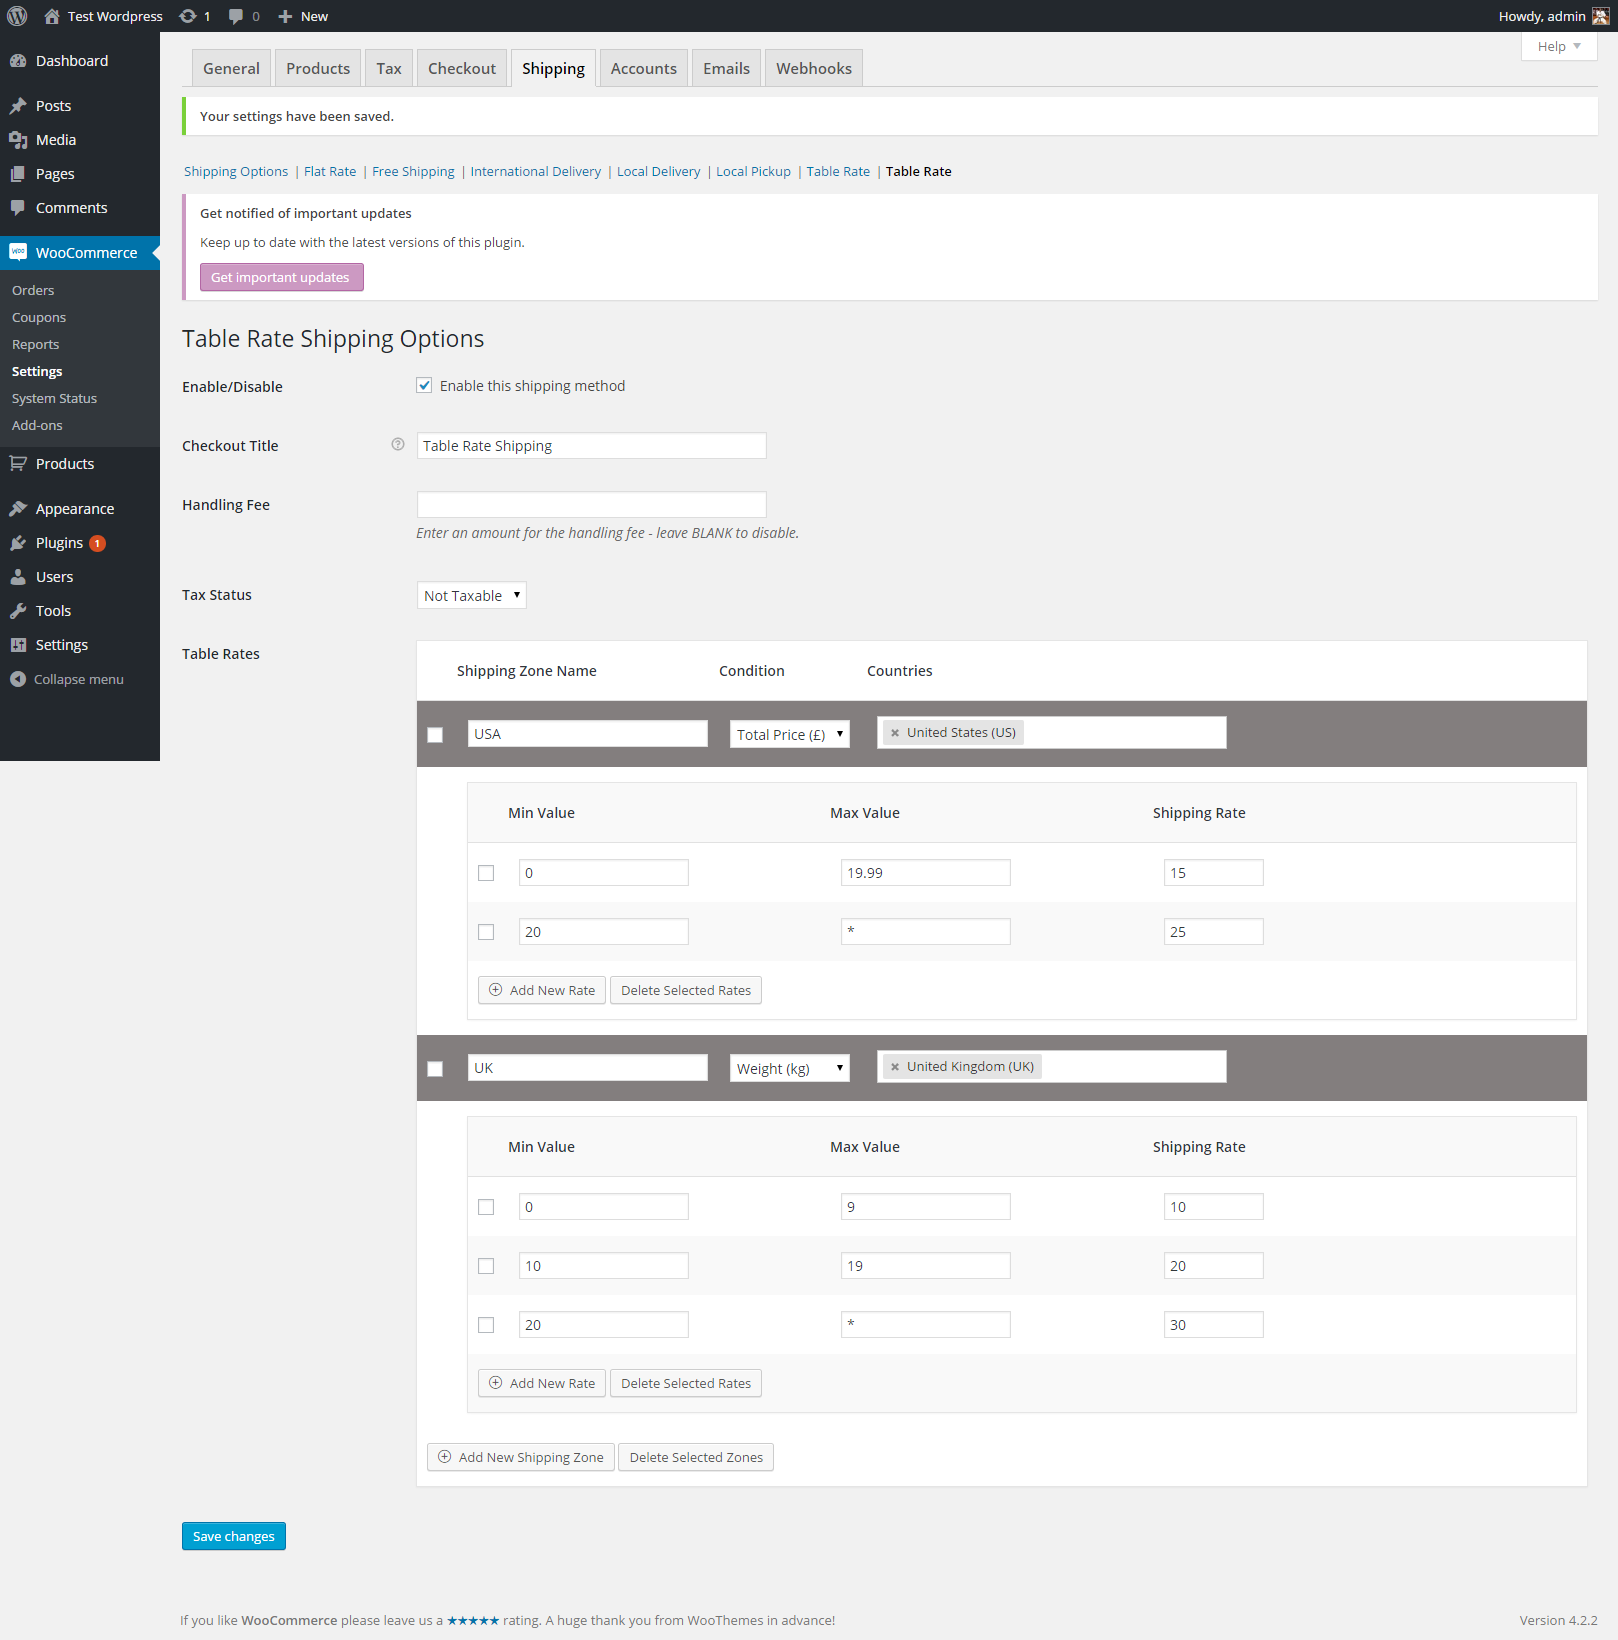 Test Wordpress 1 0 New Howdy, admin
Help
Dashboard
Posts
Media
Pages
Comments
WooCommerce
Orders
Coupons
Reports
Settings
System Status
Add-ons
Products
Appearance
Plugins 1
Users
Tools
Settings
Collapse menu
General Products Tax Checkout Shipping Accounts Emails Webhooks
Your settings have been saved.
Shipping Options | Flat Rate | Free Shipping | International Delivery | Local Delivery | Local Pickup | Table Rate | Table Rate
Get notified of important updates
Keep up to date with the latest versions of this plugin.
Get important updates
Table Rate Shipping Options
Enable/Disable Enable this shipping method
Checkout Title ? Table Rate Shipping
Handling Fee
Enter an amount for the handling fee - leave BLANK to disable.
Tax Status Not Taxable
Table Rates
Shipping Zone Name Condition Countries
USA Total Price (£) × United States (US)
Min Value Max Value Shipping Rate
0 19.99 15
20 * 25
Add New Rate Delete Selected Rates
UK Weight (kg) × United Kingdom (UK)
Min Value Max Value Shipping Rate
0 9 10
10 19 20
20 * 30
Add New Rate Delete Selected Rates
Add New Shipping Zone Delete Selected Zones
Save changes
If you like WooCommerce please leave us a ★★★★★ rating. A huge thank you from WooThemes in advance! Version 4.2.2